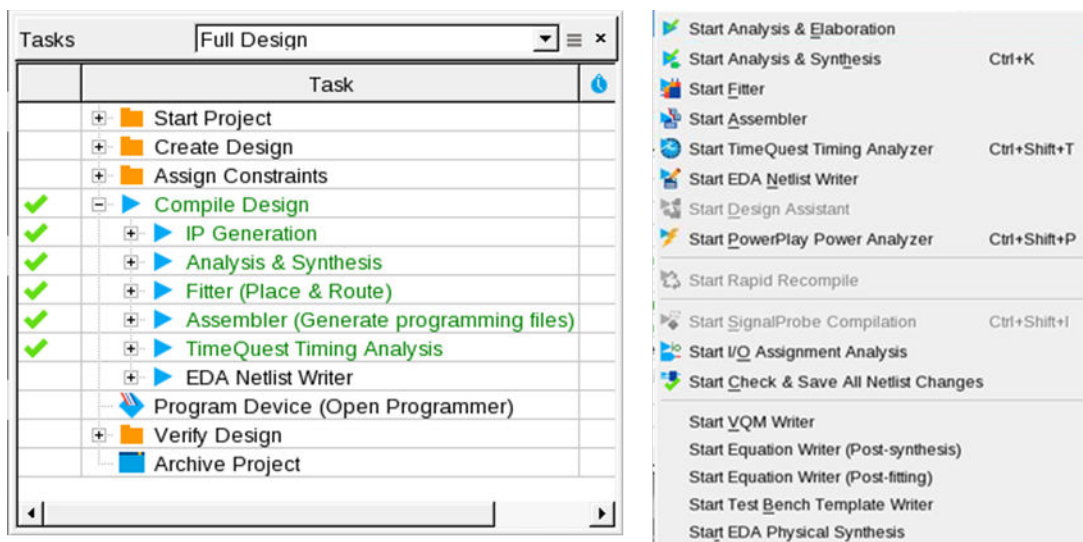 Tasks Full Design
Task
Start Project
Create Design
Assign Constraints
Compile Design
IP Generation
Analysis & Synthesis
Fitter (Place & Route)
Assembler (Generate programming files)
TimeQuest Timing Analysis
EDA Netlist Writer
Program Device (Open Programmer)
Verify Design
Archive Project
Start Analysis & Elaboration
Start Analysis & Synthesis Ctrl+K
Start Fitter
Start Assembler
Start TimeQuest Timing Analyzer Ctrl+Shift+T
Start EDA Netlist Writer
Start Design Assistant
Start PowerPlay Power Analyzer Ctrl+Shift+P
Start Rapid Recompile
Start SignalProbe Compilation Ctrl+Shift+I
Start I/O Assignment Analysis
Start Check & Save All Netlist Changes
Start VQM Writer
Start Equation Writer (Post-synthesis)
Start Equation Writer (Post-fitting)
Start Test Bench Template Writer
Start EDA Physical Synthesis